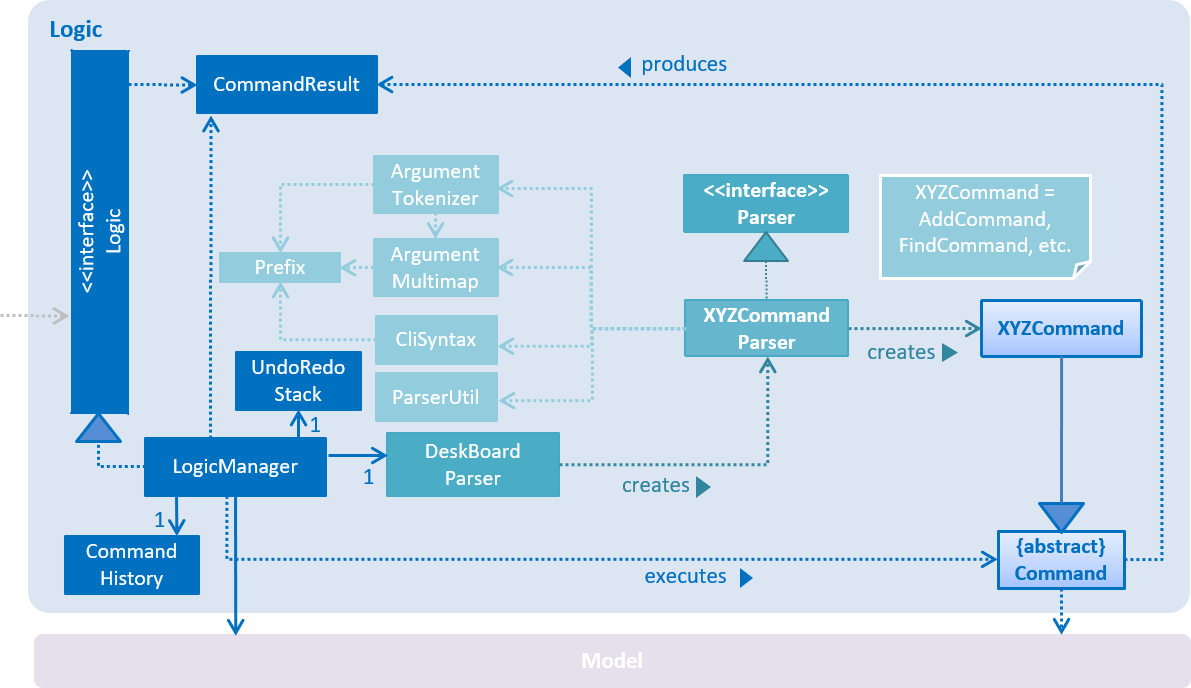 Logic
<<interface>>
Logic
CommandResult
produces
Argument
Tokenizer
<<interface>>
Parser
XYZCommand =
AddCommand,
FindCommand, etc.
Prefix
Argument
Multimap
XYZCommand
Parser
XYZCommand
CliSyntax
creates
UndoRedo
Stack
ParserUtil
1
LogicManager
1
DeskBoard
Parser
creates
1
Command
History
executes
{abstract}
Command
Model